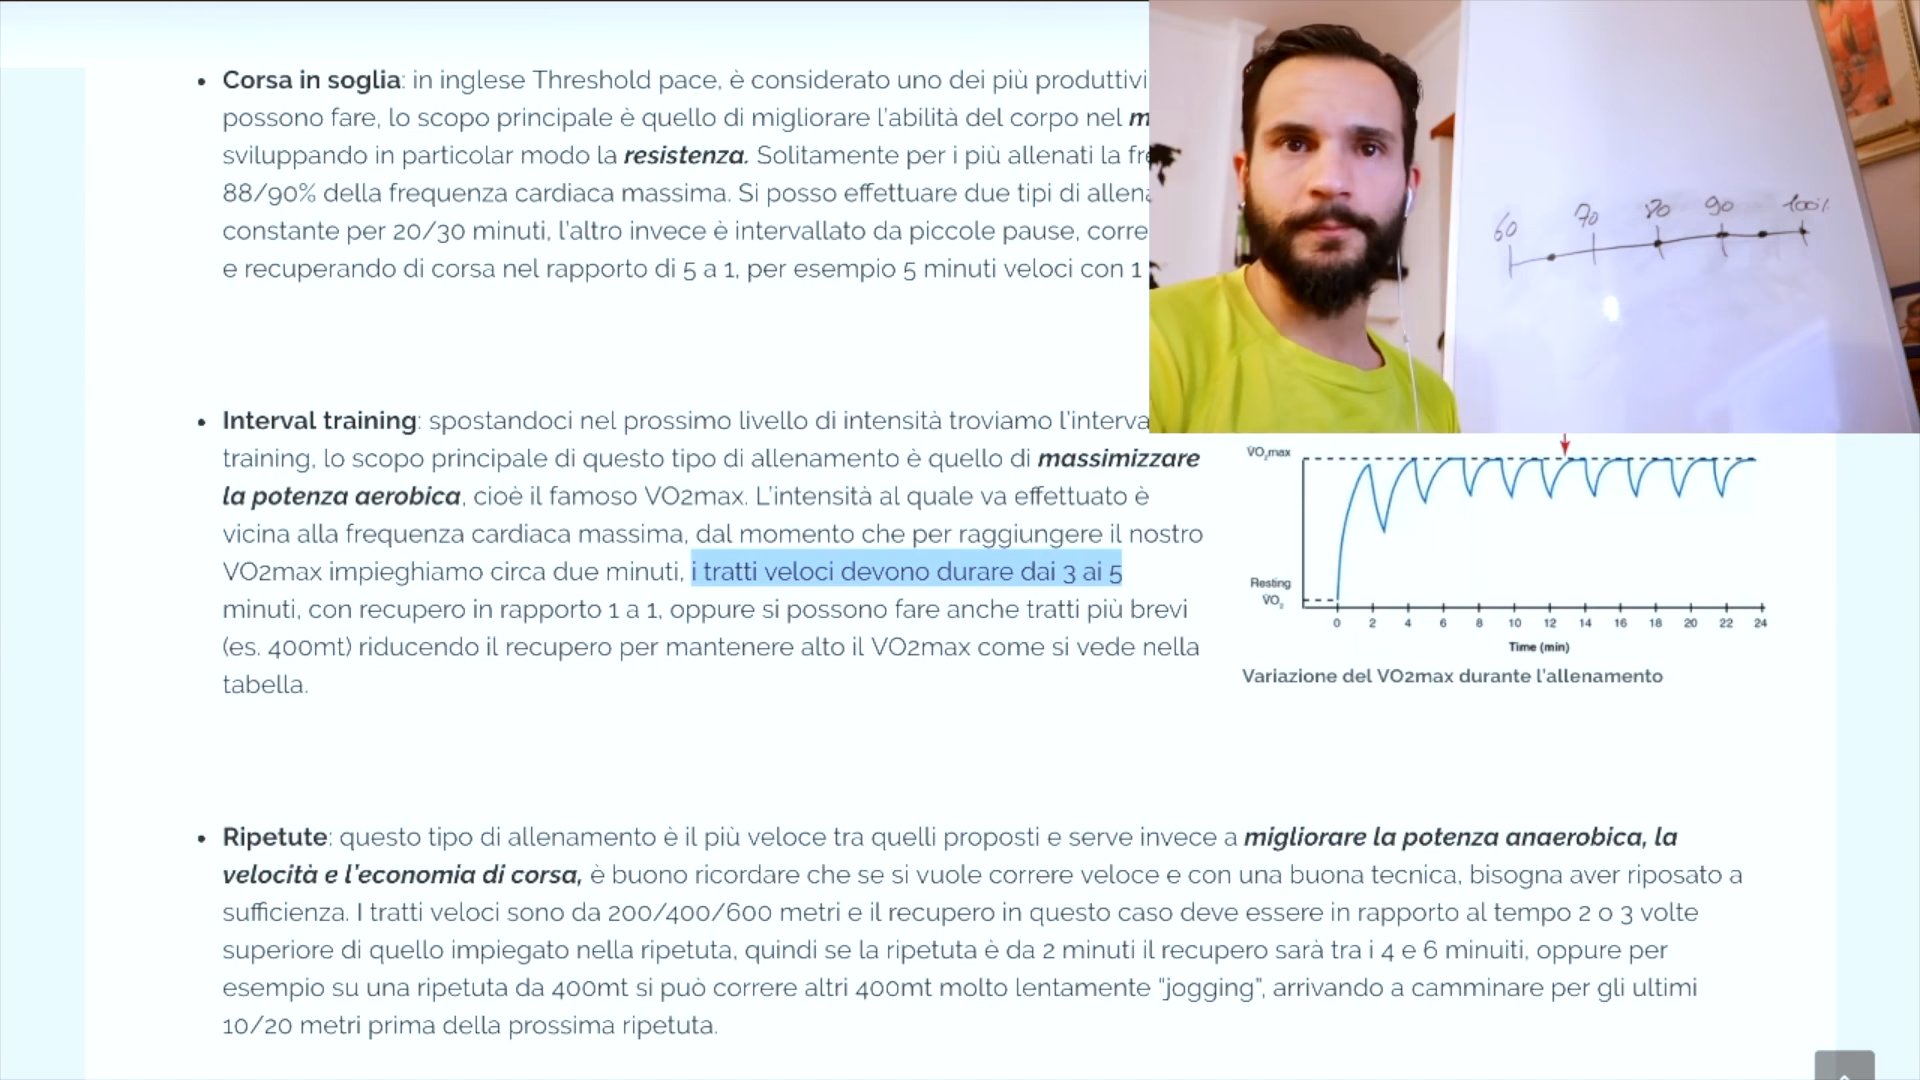 Corsa in soglia: in inglese Threshold pace, è considerato uno dei più produttivi
possono fare, lo scopo principale è quello di migliorare l'abilità del corpo nel
sviluppando in particolar modo la resistenza. Solitamente per i più allenati la
88/90% della frequenza cardiaca massima. Si posso effettuare due tipi di
constante per 20/30 minuti, l'altro invece è intervallato da piccole pause,
e recuperando di corsa nel rapporto di 5 a 1, per esempio 5 minuti veloci con 1
60 70 80 90 100%
Interval training: spostandoci nel prossimo livello di intensità troviamo
training, lo scopo principale di questo tipo di allenamento è quello di massimizzare
la potenza aerobica, cioè il famoso VO2max. L'intensità al quale va effettuato è
vicina alla frequenza cardiaca massima, dal momento che per raggiungere il nostro
VO2max impieghiamo circa due minuti, i tratti veloci devono durare dai 3 ai 5
minuti, con recupero in rapporto 1 a 1, oppure si possono fare anche tratti più brevi
(es. 400mt) riducendo il recupero per mantenere alto il VO2max come si vede nella
tabella.
VO2max
Resting
VO2
0 2 4 6 8 10 12 14 16 18 20 22 24
Time (min)
Variazione del VO2max durante l'allenamento
Ripetute: questo tipo di allenamento è il più veloce tra quelli proposti e serve invece a migliorare la potenza anaerobica, la
velocità e l'economia di corsa, è buono ricordare che se si vuole correre veloce e con una buona tecnica, bisogna aver riposato a
sufficienza. I tratti veloci sono da 200/400/600 metri e il recupero in questo caso deve essere in rapporto al tempo 2 o 3 volte
superiore di quello impiegato nella ripetuta, quindi se la ripetuta è da 2 minuti il recupero sarà tra i 4 e 6 minuiti, oppure per
esempio su una ripetuta da 400mt si può correre altri 400mt molto lentamente "jogging", arrivando a camminare per gli ultimi
10/20 metri prima della prossima ripetuta.